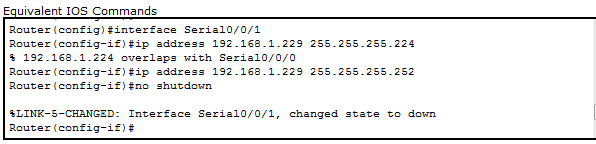 Equivalent IOS Commands
Router(config)#interface Serial0/0/1
Router(config-if)#ip address 192.168.1.229 255.255.255.224
% 192.168.1.224 overlaps with Serial0/0/0
Router(config-if)#ip address 192.168.1.229 255.255.255.252
Router(config-if)#no shutdown
%LINK-5-CHANGED: Interface Serial0/0/1, changed state to down
Router(config-if)#